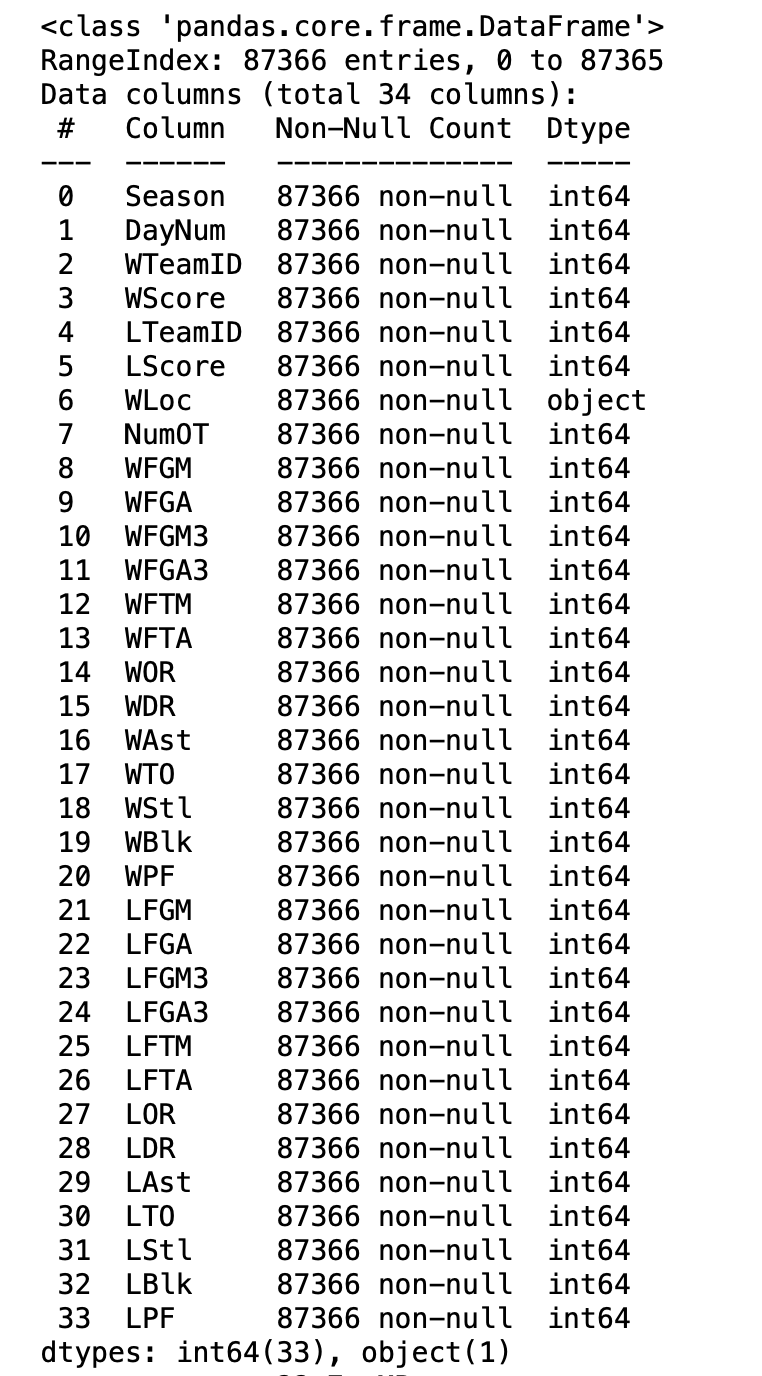 <class 'pandas.core.frame.DataFrame'>
RangeIndex: 87366 entries, 0 to 87365
Data columns (total 34 columns):
 #   Column    Non-Null Count  Dtype
---  ------    --------------  -----
 0   Season    87366 non-null  int64
 1   DayNum    87366 non-null  int64
 2   WTeamID   87366 non-null  int64
 3   WScore    87366 non-null  int64
 4   LTeamID   87366 non-null  int64
 5   LScore    87366 non-null  int64
 6   WLoc      87366 non-null  object
 7   NumOT     87366 non-null  int64
 8   WFGM      87366 non-null  int64
 9   WFGA      87366 non-null  int64
 10  WFGM3     87366 non-null  int64
 11  WFGA3     87366 non-null  int64
 12  WFTM      87366 non-null  int64
 13  WFTA      87366 non-null  int64
 14  WOR       87366 non-null  int64
 15  WDR       87366 non-null  int64
 16  WAst      87366 non-null  int64
 17  WTO       87366 non-null  int64
 18  WStl      87366 non-null  int64
 19  WBlk      87366 non-null  int64
 20  WPF       87366 non-null  int64
 21  LFGM      87366 non-null  int64
 22  LFGA      87366 non-null  int64
 23  LFGM3     87366 non-null  int64
 24  LFGA3     87366 non-null  int64
 25  LFTM      87366 non-null  int64
 26  LFTA      87366 non-null  int64
 27  LOR       87366 non-null  int64
 28  LDR       87366 non-null  int64
 29  LAst      87366 non-null  int64
 30  LTO       87366 non-null  int64
 31  LStl      87366 non-null  int64
 32  LBlk      87366 non-null  int64
 33  LPF       87366 non-null  int64
dtypes: int64(33), object(1)